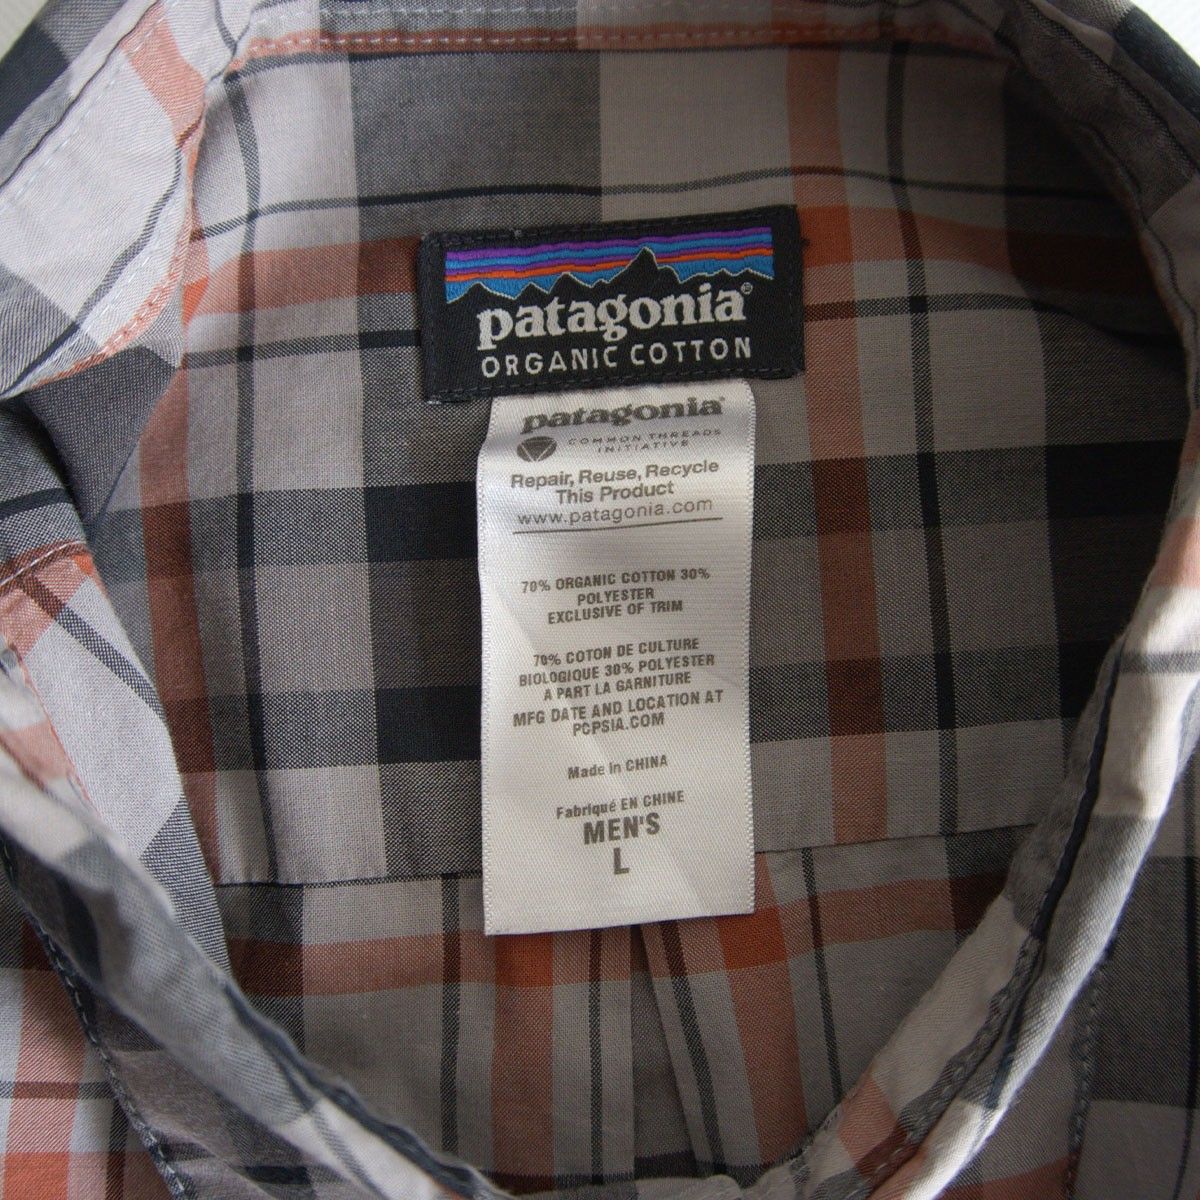 patagonia®
ORGANIC COTTON
patagonia®
COMMON THREADS
INITIATIVE
Repair, Reuse, Recycle
This Product
www.patagonia.com
70% ORGANIC COTTON 30%
POLYESTER
EXCLUSIVE OF TRIM
70% COTON DE CULTURE
BIOLOGIQUE 30% POLYESTER
A PART LA GARNITURE
MFG DATE AND LOCATION AT
PCPSIA.COM
Made in CHINA
Fabriqué EN CHINE
MEN'S
L